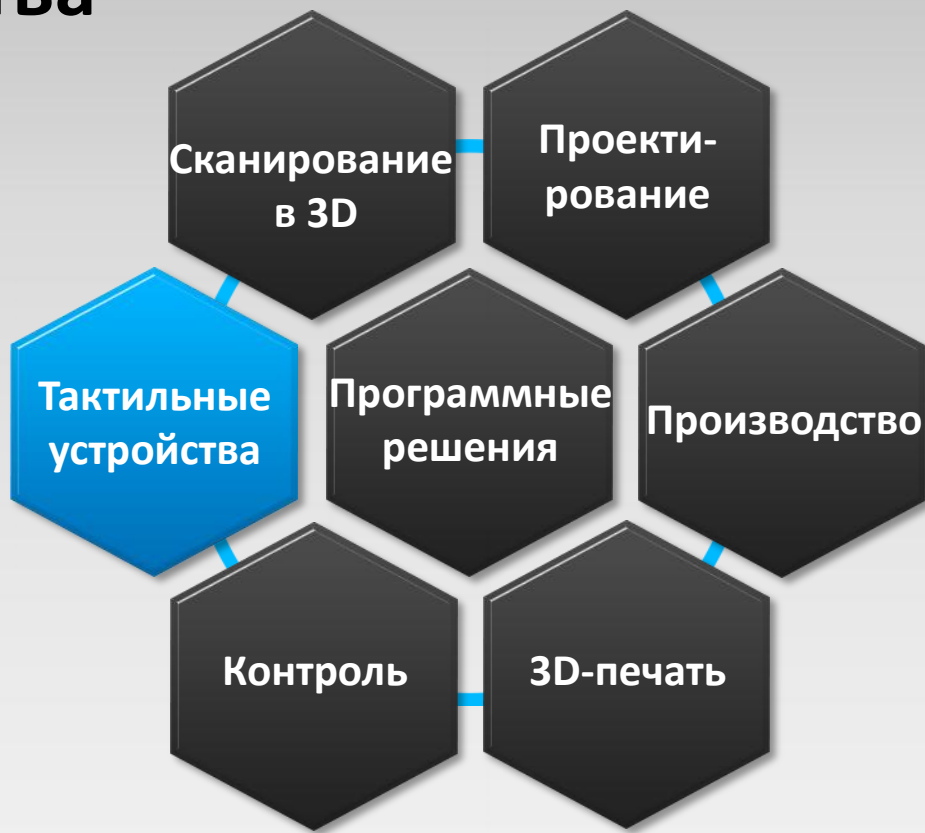 Сканирование
в 3D
Проекти-
рование
Тактильные
устройства
Программные
решения
Производство
Контроль
3D-печать